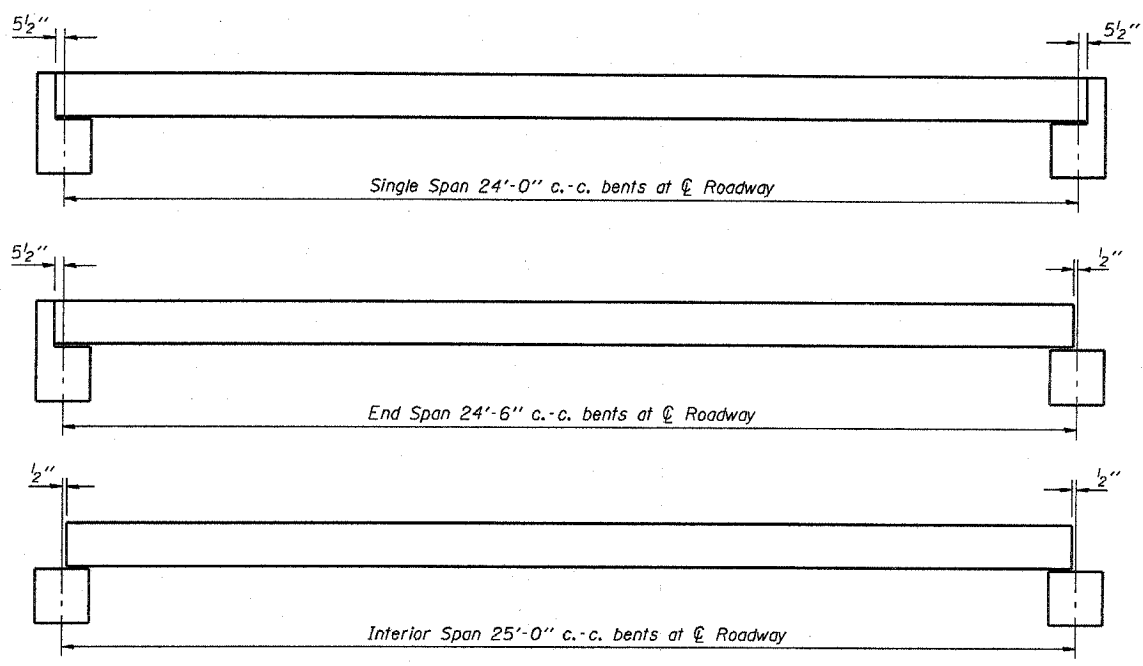 5½" 5½"
Single Span 24'-0" c.-c. bents at ℄ Roadway
5½" ½"
End Span 24'-6" c.-c. bents at ℄ Roadway
½" ½"
Interior Span 25'-0" c.-c. bents at ℄ Roadway